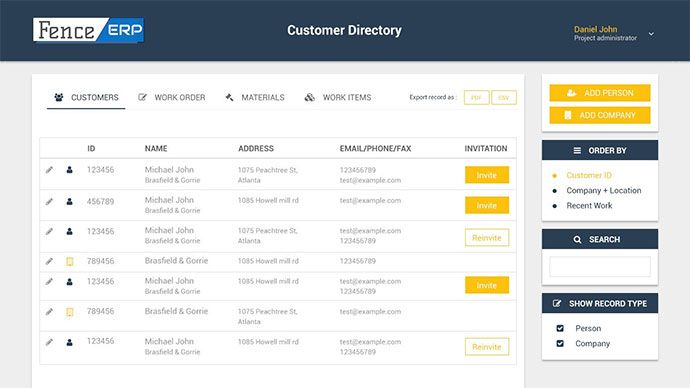 Fence ERP
Customer Directory
Daniel John
Project administrator
CUSTOMERS WORK ORDER MATERIALS WORK ITEMS Export record as : PDF CSV
ID NAME ADDRESS EMAIL/PHONE/FAX INVITATION
123456 Michael John 1075 Peachtree St, 123456789 Invite
Brasfield & Gorrie Atlanta test@example.com
456789 Michael John 1085 Howell mill rd test@example.com Invite
Brasfield & Gorrie
123456 Michael John 1075 Peachtree St, test@example.com Reinvite
Brasfield & Gorrie Atlanta 123456789
789456 Brasfield & Gorrie 1085 Howell mill rd test@example.com
123456 Michael John 1085 Howell mill rd test@example.com Invite
Brasfield & Gorrie 123456789
789456 Brasfield & Gorrie 1075 Peachtree St, test@example.com
Atlanta
123456 Michael John 1085 Howell mill rd test@example.com Reinvite
Brasfield & Gorrie 123456789
ADD PERSON
ADD COMPANY
ORDER BY
Customer ID
Company + Location
Recent Work
SEARCH
SHOW RECORD TYPE
Person
Company